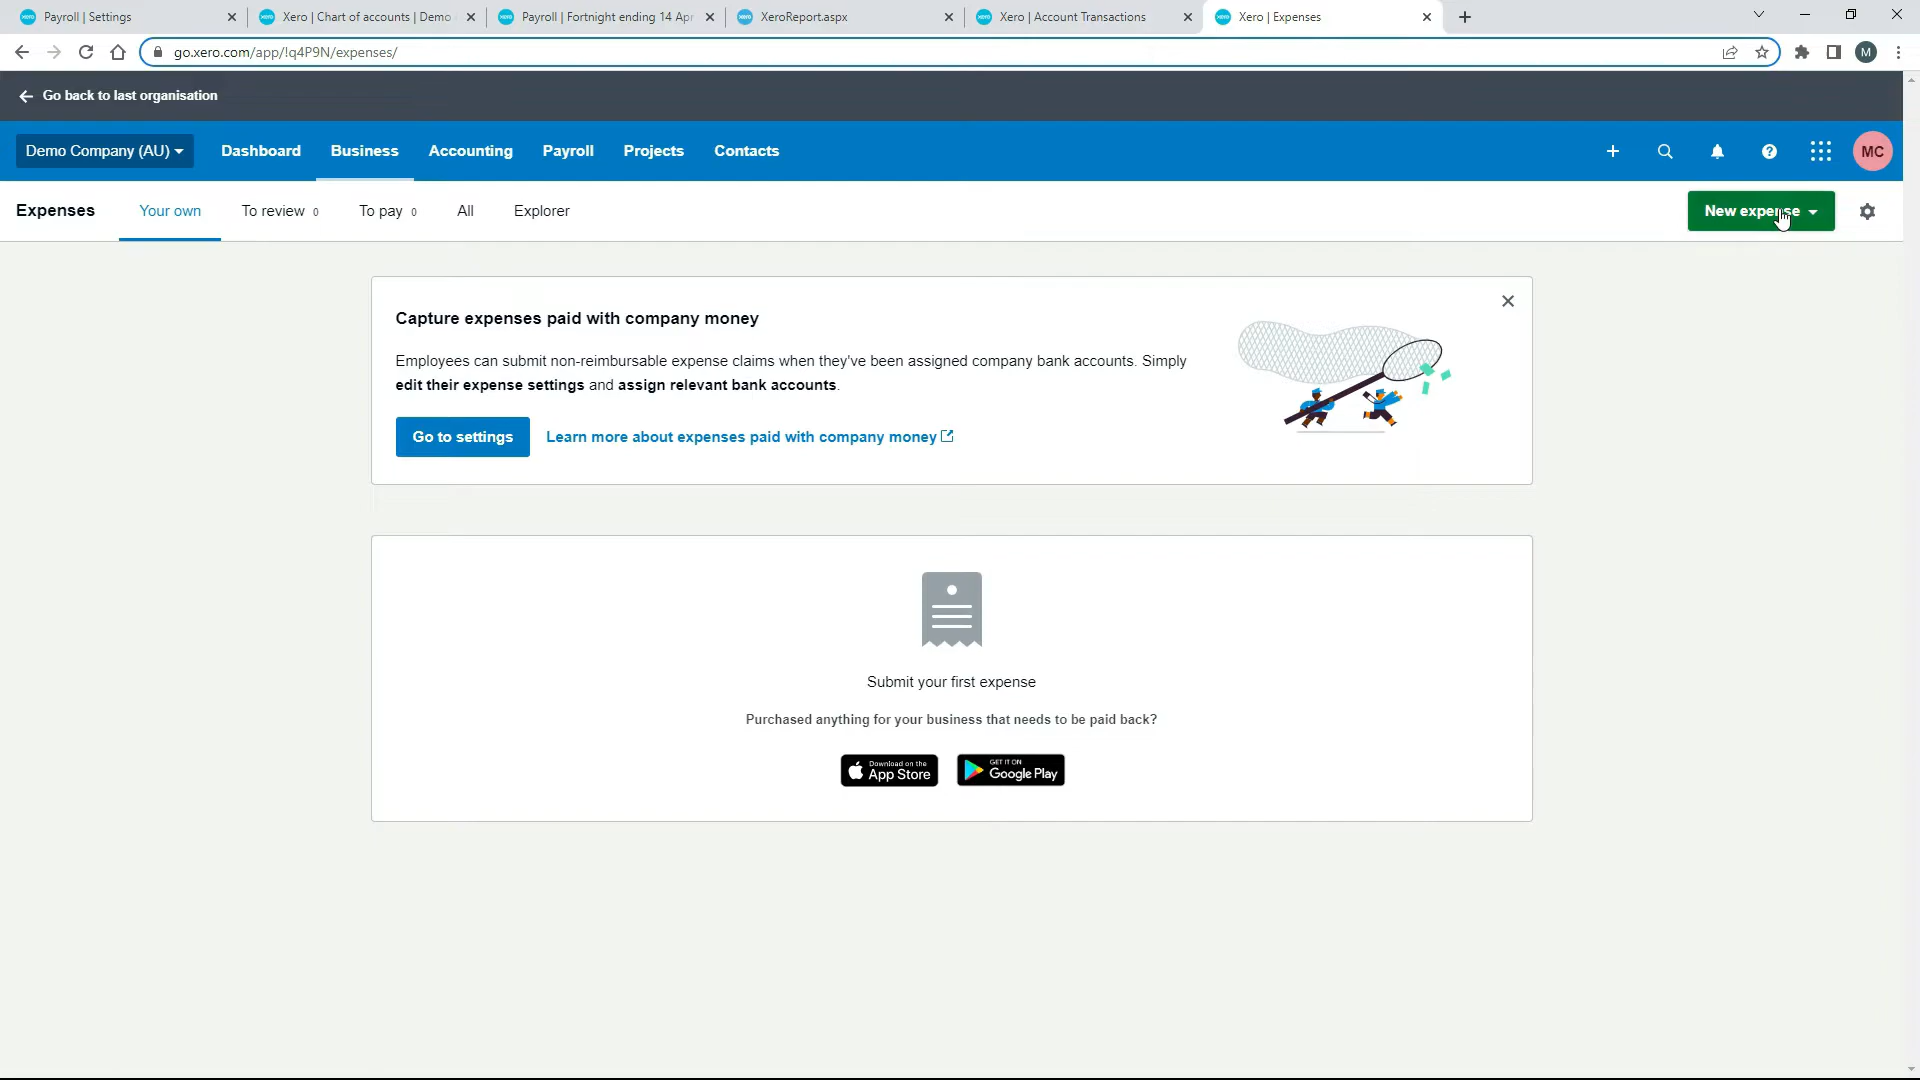 Payroll | Settings
Xero | Chart of accounts | Demo
Payroll | Fortnight ending 14 Apr
XeroReport.aspx
Xero | Account Transactions
Xero | Expenses
go.xero.com/app/!q4P9N/expenses/
M
Go back to last organisation
Demo Company (AU)
Dashboard
Business
Accounting
Payroll
Projects
Contacts
MC
Expenses
Your own
To review 0
To pay 0
All
Explorer
New expense
Capture expenses paid with company money
Employees can submit non-reimbursable expense claims when they've been assigned company bank accounts. Simply
edit their expense settings and assign relevant bank accounts.
Go to settings
Learn more about expenses paid with company money
Submit your first expense
Purchased anything for your business that needs to be paid back?
Download on the
App Store
GET IT ON
Google Play